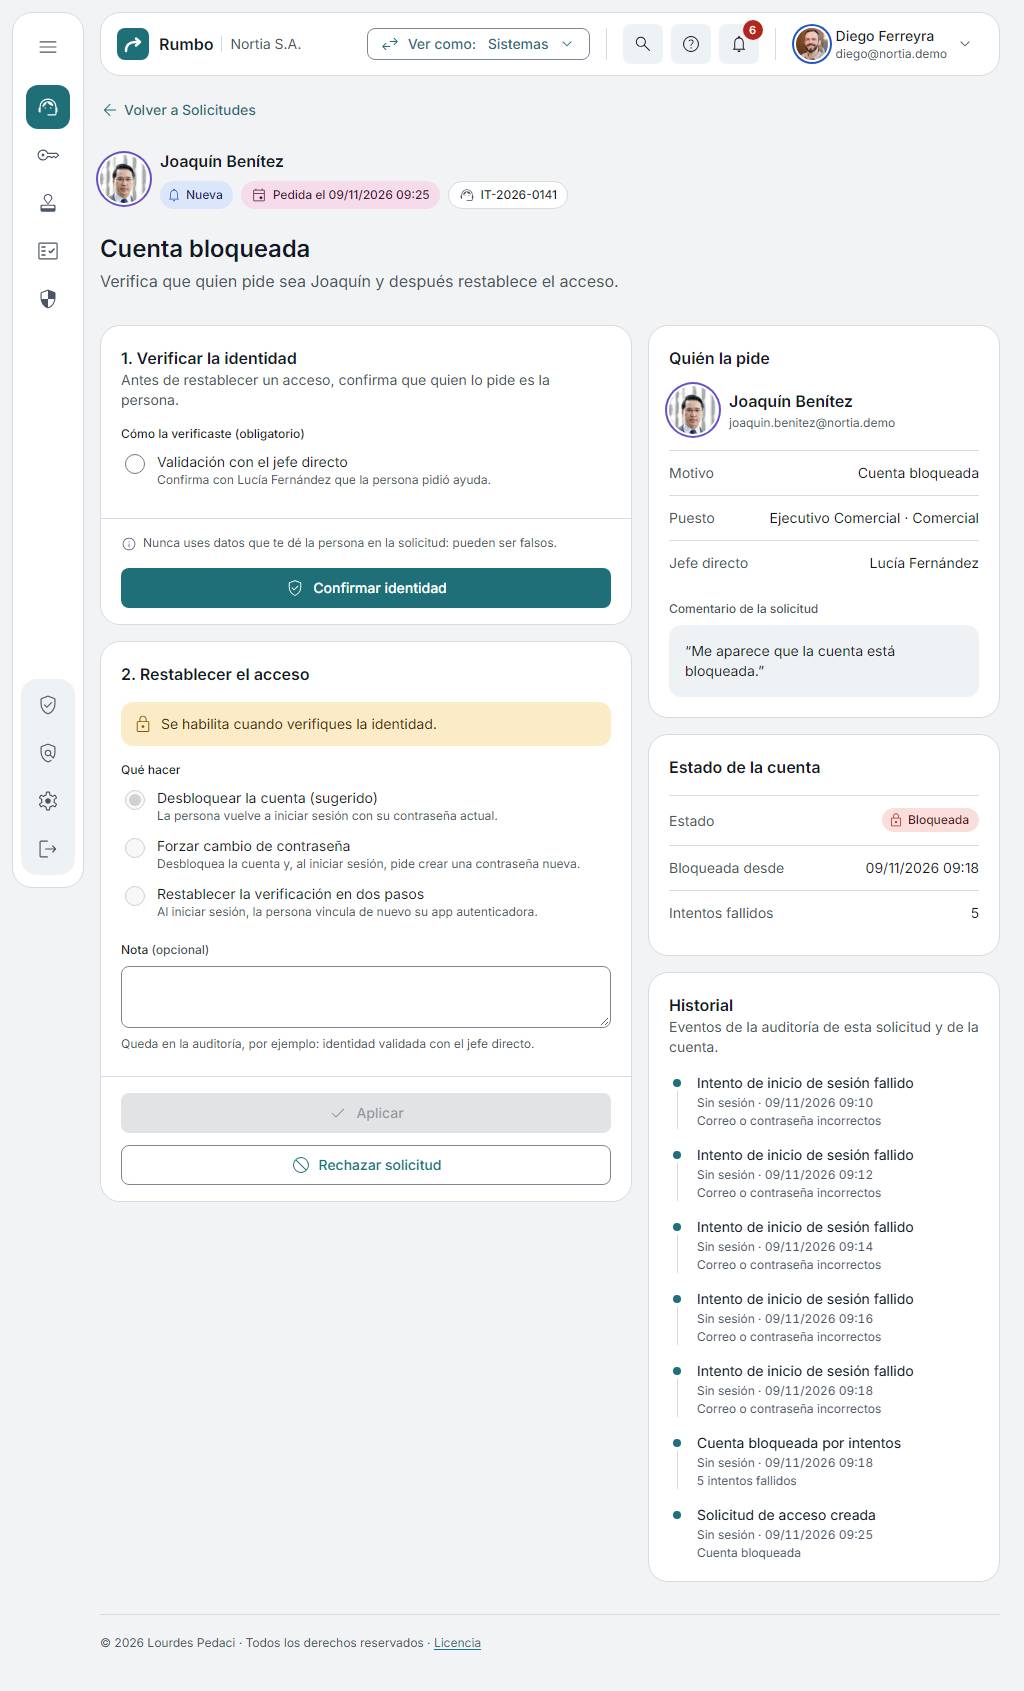 Rumbo
Nortia S.A.
Ver como: Sistemas
6
Diego Ferreyra
diego@nortia.demo
Volver a Solicitudes
Joaquín Benítez
Nueva
Pedida el 09/11/2026 09:25
IT-2026-0141
Cuenta bloqueada
Verifica que quien pide sea Joaquín y después restablece el acceso.
1. Verificar la identidad
Antes de restablecer un acceso, confirma que quien lo pide es la
persona.
Cómo la verificaste (obligatorio)
Validación con el jefe directo
Confirma con Lucía Fernández que la persona pidió ayuda.
Nunca uses datos que te dé la persona en la solicitud: pueden ser falsos.
Confirmar identidad
2. Restablecer el acceso
Se habilita cuando verifiques la identidad.
Qué hacer
Desbloquear la cuenta (sugerido)
La persona vuelve a iniciar sesión con su contraseña actual.
Forzar cambio de contraseña
Desbloquea la cuenta y, al iniciar sesión, pide crear una contraseña nueva.
Restablecer la verificación en dos pasos
Al iniciar sesión, la persona vincula de nuevo su app autenticadora.
Nota (opcional)
Queda en la auditoría, por ejemplo: identidad validada con el jefe directo.
Aplicar
Rechazar solicitud
Quién la pide
Joaquín Benítez
joaquin.benitez@nortia.demo
Motivo Cuenta bloqueada
Puesto Ejecutivo Comercial · Comercial
Jefe directo Lucía Fernández
Comentario de la solicitud
“Me aparece que la cuenta está
bloqueada.”
Estado de la cuenta
Estado Bloqueada
Bloqueada desde 09/11/2026 09:18
Intentos fallidos 5
Historial
Eventos de la auditoría de esta solicitud y de la
cuenta.
Intento de inicio de sesión fallido
Sin sesión · 09/11/2026 09:10
Correo o contraseña incorrectos
Intento de inicio de sesión fallido
Sin sesión · 09/11/2026 09:12
Correo o contraseña incorrectos
Intento de inicio de sesión fallido
Sin sesión · 09/11/2026 09:14
Correo o contraseña incorrectos
Intento de inicio de sesión fallido
Sin sesión · 09/11/2026 09:16
Correo o contraseña incorrectos
Intento de inicio de sesión fallido
Sin sesión · 09/11/2026 09:18
Correo o contraseña incorrectos
Cuenta bloqueada por intentos
Sin sesión · 09/11/2026 09:18
5 intentos fallidos
Solicitud de acceso creada
Sin sesión · 09/11/2026 09:25
Cuenta bloqueada
© 2026 Lourdes Pedaci · Todos los derechos reservados · Licencia